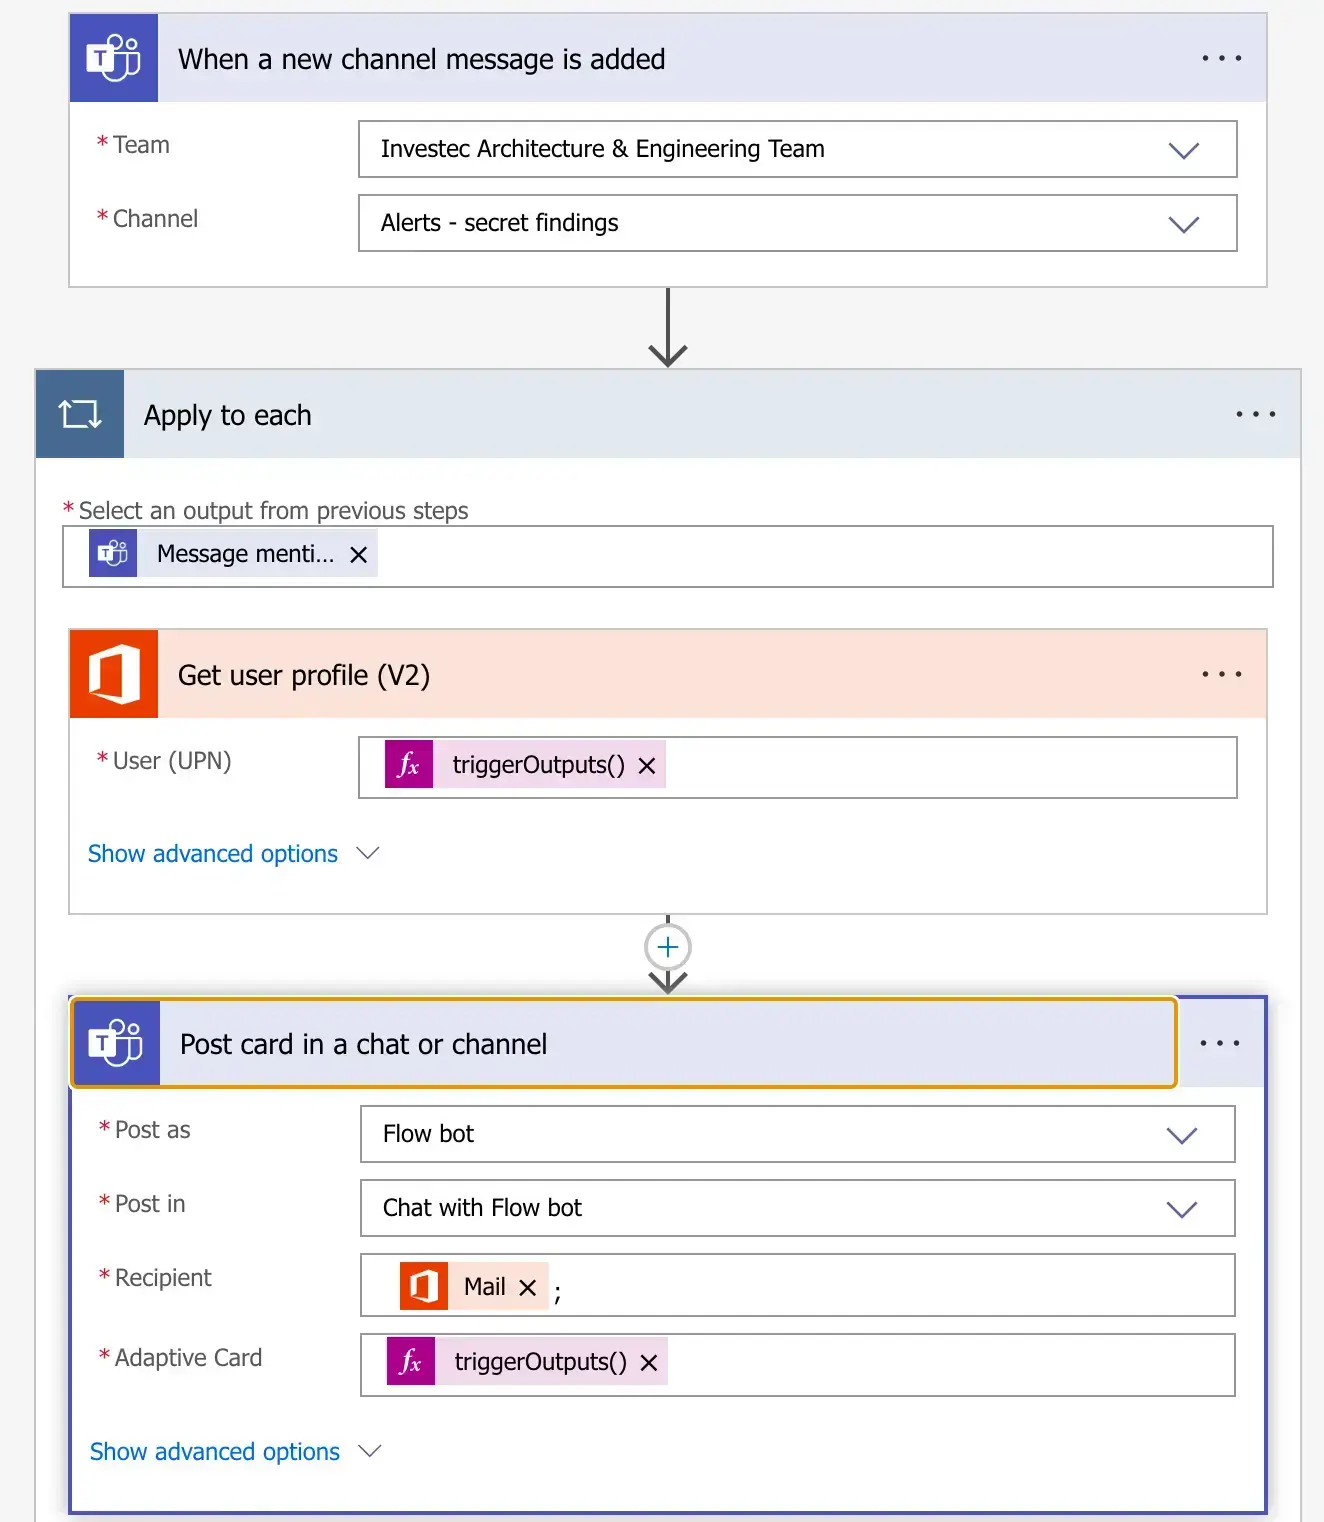 When a new channel message is added
* Team
Investec Architecture & Engineering Team
* Channel
Alerts - secret findings
Apply to each
* Select an output from previous steps
Message menti...
Get user profile (V2)
* User (UPN)
fx triggerOutputs()
Show advanced options
Post card in a chat or channel
* Post as
Flow bot
* Post in
Chat with Flow bot
* Recipient
Mail ;
* Adaptive Card
fx triggerOutputs()
Show advanced options